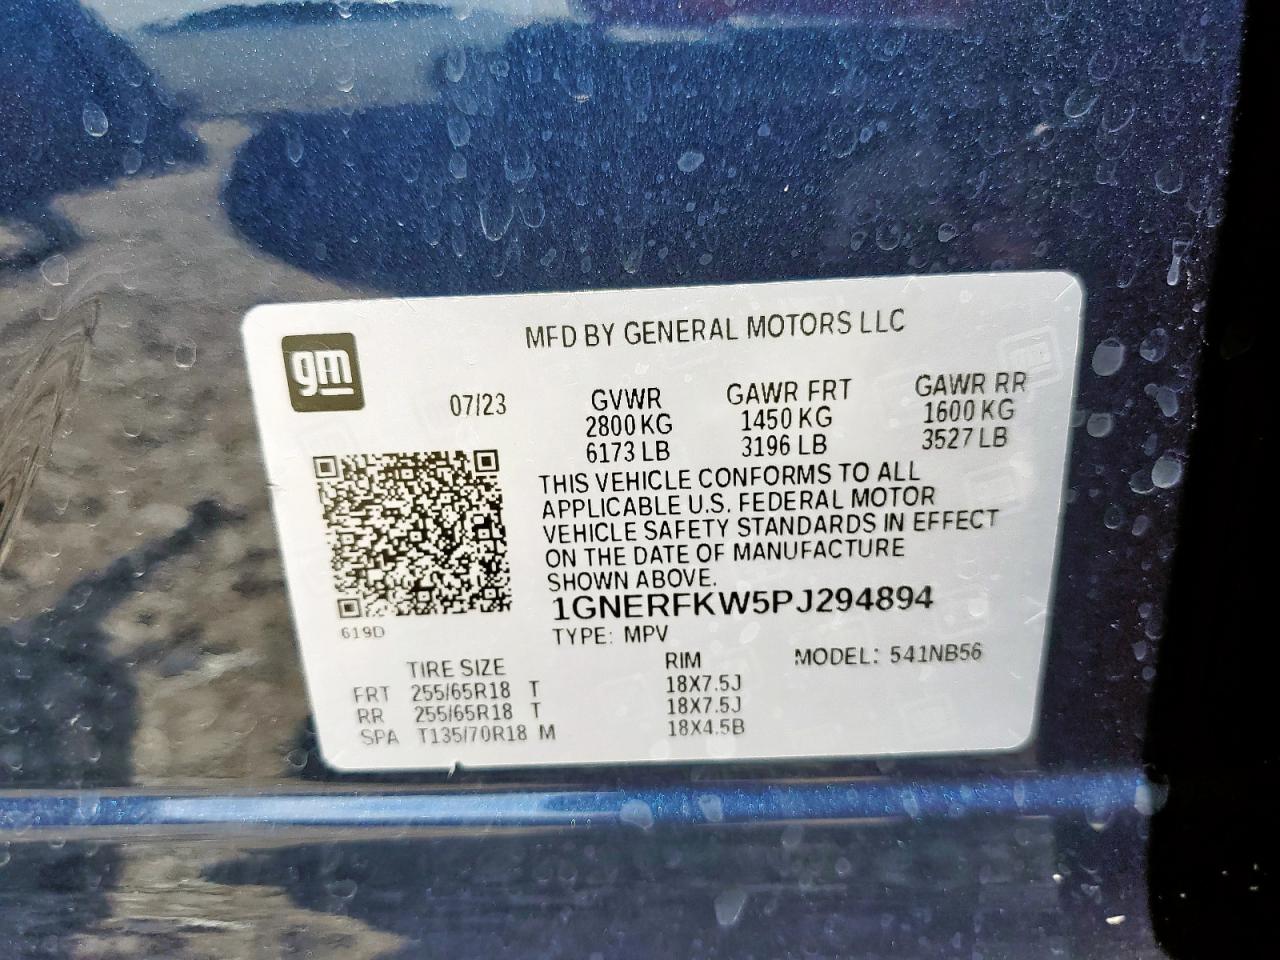 gm
MFD BY GENERAL MOTORS LLC
07/23 GVWR GAWR FRT GAWR RR
2800 KG 1450 KG 1600 KG
6173 LB 3196 LB 3527 LB
THIS VEHICLE CONFORMS TO ALL
APPLICABLE U.S. FEDERAL MOTOR
VEHICLE SAFETY STANDARDS IN EFFECT
ON THE DATE OF MANUFACTURE
SHOWN ABOVE.
1GNERFKW5PJ294894
619D
TYPE: MPV
TIRE SIZE RIM MODEL: 541NB56
FRT 255/65R18 T 18X7.5J
RR 255/65R18 T 18X7.5J
SPA T135/70R18 M 18X4.5B